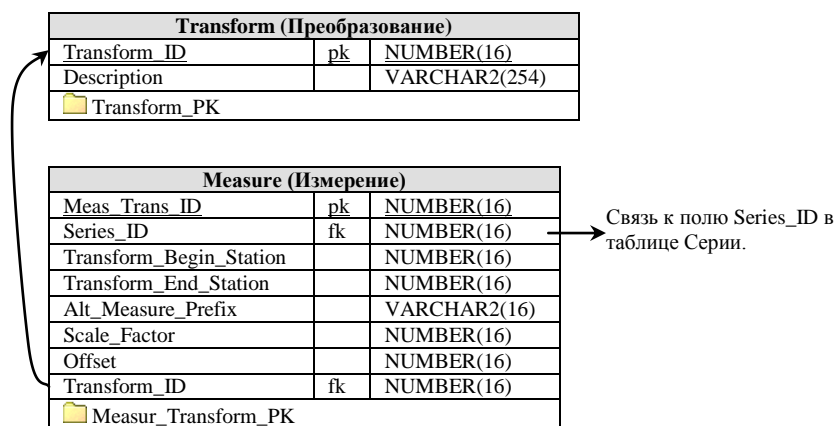 Transform (Преобразование)
Transform_ID pk NUMBER(16)
Description VARCHAR2(254)
Transform_PK
Measure (Измерение)
Meas_Trans_ID pk NUMBER(16)
Series_ID fk NUMBER(16)
Связь к полю Series_ID в
таблице Серии.
Transform_Begin_Station NUMBER(16)
Transform_End_Station NUMBER(16)
Alt_Measure_Prefix VARCHAR2(16)
Scale_Factor NUMBER(16)
Offset NUMBER(16)
Transform_ID fk NUMBER(16)
Measur_Transform_PK